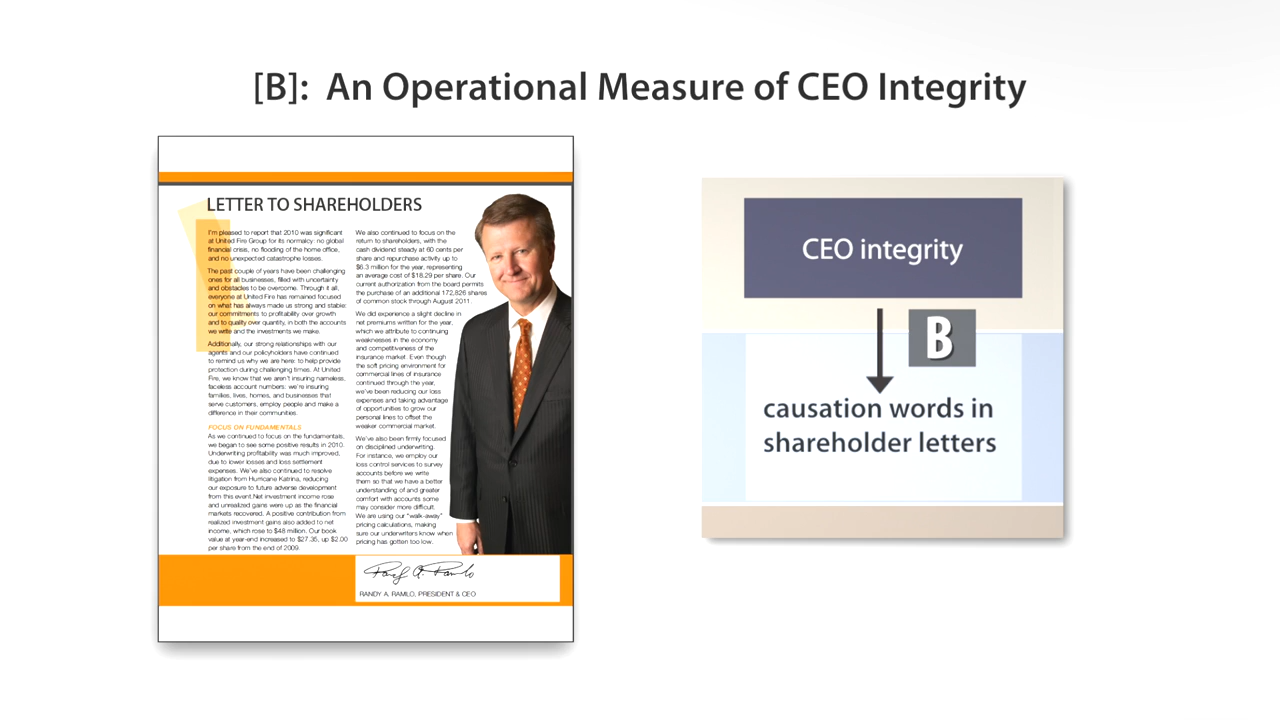 [B]: An Operational Measure of CEO Integrity
LETTER TO SHAREHOLDERS
I'm pleased to report that 2010 was significant
at United Fire Group for its normalcy: no global
financial crisis, no flooding of the home office,
and no unexpected catastrophe losses.
The past couple of years have been challenging
ones for all businesses, filled with uncertainty
and obstacles to be overcome. Through it all,
everyone at United Fire has remained focused
on what has always made us strong and stable:
our commitments to profitability over growth
and to quality over quantity, in both the accounts
we write and the investments we make.
Additionally, our strong relationships with our
agents and our policyholders have continued
to remind us why we are here: to help provide
protection during challenging times. At United
Fire, we know that we aren't insuring nameless,
faceless account numbers: we're insuring
families, lives, homes, and businesses that
serve customers, employ people and make a
difference in their communities.
FOCUS ON FUNDAMENTALS
As we continued to focus on the fundamentals,
we began to see some positive results in 2010.
Underwriting profitability was much improved,
due to lower losses and loss settlement
expenses. We've also continued to resolve
litigation from Hurricane Katrina, reducing
our exposure to future adverse development
from this event.Net investment income rose
and unrealized gains were up as the financial
markets recovered. A positive contribution from
realized investment gains also added to net
income, which rose to $48 million. Our book
value at year-end increased to $27.35, up $2.00
per share from the end of 2009.
We also continued to focus on the
return to shareholders, with the
cash dividend steady at 60 cents per
share and repurchase activity up to
$6.3 million for the year, representing
an average cost of $18.29 per share. Our
current authorization from the board permits
the purchase of an additional 172,826 shares
of common stock through August 2011.
We did experience a slight decline in
net premiums written for the year,
which we attribute to continuing
weaknesses in the economy
and competitiveness of the
insurance market. Even though
the soft pricing environment for
commercial lines of insurance
continued through the year,
we've been reducing our loss
expenses and taking advantage
of opportunities to grow our
personal lines to offset the
weaker commercial market.
We've also been firmly focused
on disciplined underwriting.
For instance, we employ our
loss control services to survey
accounts before we write
them so that we have a better
understanding of and greater
comfort with accounts some
may consider more difficult.
We are using our "walk-away"
pricing calculations, making
sure our underwriters know when
pricing has gotten too low.
RANDY A. RAMLO, PRESIDENT & CEO
CEO integrity
B
causation words in
shareholder letters